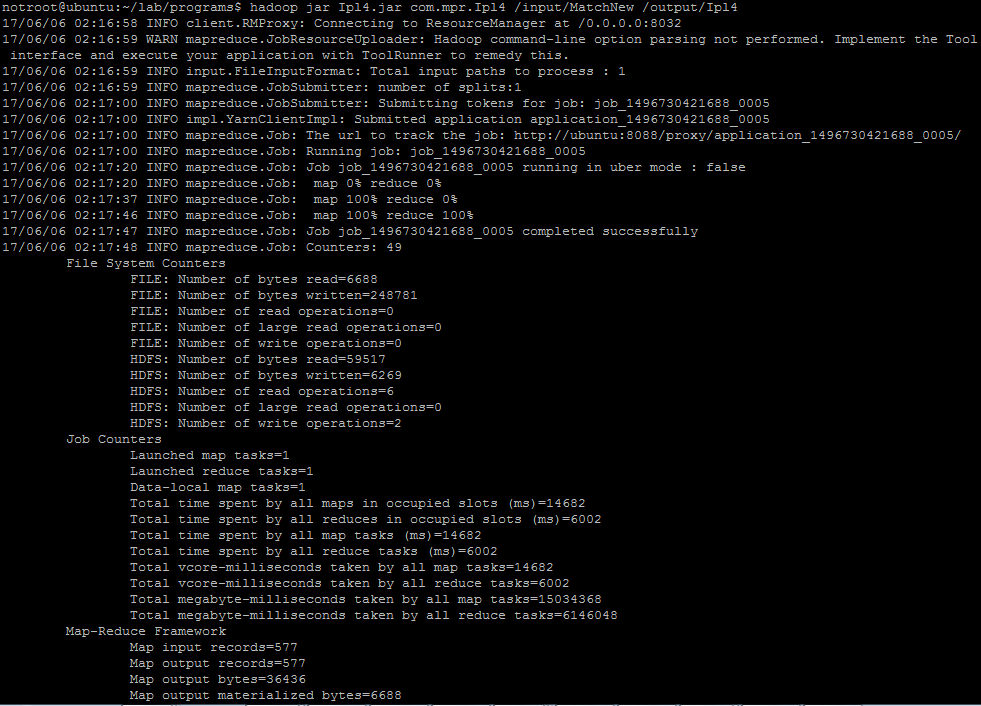 notroot@ubuntu:~/lab/programs$ hadoop jar Ipl4.jar com.mpr.Ipl4 /input/MatchNew /output/Ipl4
17/06/06 02:16:58 INFO client.RMProxy: Connecting to ResourceManager at /0.0.0.0:8032
17/06/06 02:16:59 WARN mapreduce.JobResourceUploader: Hadoop command-line option parsing not performed. Implement the Tool
interface and execute your application with ToolRunner to remedy this.
17/06/06 02:16:59 INFO input.FileInputFormat: Total input paths to process : 1
17/06/06 02:16:59 INFO mapreduce.JobSubmitter: number of splits:1
17/06/06 02:17:00 INFO mapreduce.JobSubmitter: Submitting tokens for job: job_1496730421688_0005
17/06/06 02:17:00 INFO impl.YarnClientImpl: Submitted application application_1496730421688_0005
17/06/06 02:17:00 INFO mapreduce.Job: The url to track the job: http://ubuntu:8088/proxy/application_1496730421688_0005/
17/06/06 02:17:00 INFO mapreduce.Job: Running job: job_1496730421688_0005
17/06/06 02:17:20 INFO mapreduce.Job: Job job_1496730421688_0005 running in uber mode : false
17/06/06 02:17:20 INFO mapreduce.Job:  map 0% reduce 0%
17/06/06 02:17:37 INFO mapreduce.Job:  map 100% reduce 0%
17/06/06 02:17:46 INFO mapreduce.Job:  map 100% reduce 100%
17/06/06 02:17:47 INFO mapreduce.Job: Job job_1496730421688_0005 completed successfully
17/06/06 02:17:48 INFO mapreduce.Job: Counters: 49
File System Counters
FILE: Number of bytes read=6688
FILE: Number of bytes written=248781
FILE: Number of read operations=0
FILE: Number of large read operations=0
FILE: Number of write operations=0
HDFS: Number of bytes read=59517
HDFS: Number of bytes written=6269
HDFS: Number of read operations=6
HDFS: Number of large read operations=0
HDFS: Number of write operations=2
Job Counters
Launched map tasks=1
Launched reduce tasks=1
Data-local map tasks=1
Total time spent by all maps in occupied slots (ms)=14682
Total time spent by all reduces in occupied slots (ms)=6002
Total time spent by all map tasks (ms)=14682
Total time spent by all reduce tasks (ms)=6002
Total vcore-milliseconds taken by all map tasks=14682
Total vcore-milliseconds taken by all reduce tasks=6002
Total megabyte-milliseconds taken by all map tasks=15034368
Total megabyte-milliseconds taken by all reduce tasks=6146048
Map-Reduce Framework
Map input records=577
Map output records=577
Map output bytes=36436
Map output materialized bytes=6688